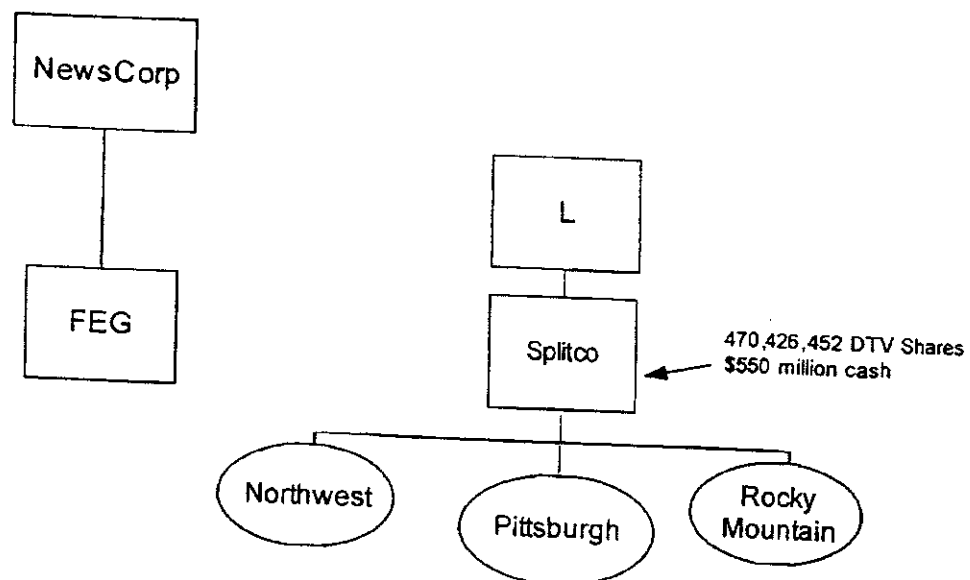 NewsCorp
FEG
L
Splitco
470,426,452 DTV Shares
$550 million cash
Northwest
Pittsburgh
Rocky
Mountain